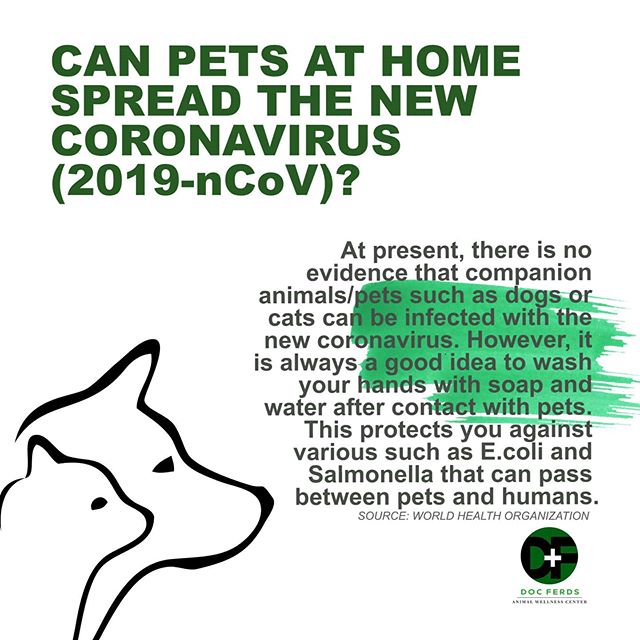 CAN PETS AT HOME
SPREAD THE NEW
CORONAVIRUS
(2019-nCoV)?
At present, there is no
evidence that companion
animals/pets such as dogs or
cats can be infected with the
new coronavirus. However, it
is always a good idea to wash
your hands with soap and
water after contact with pets.
This protects you against
various such as E.coli and
Salmonella that can pass
between pets and humans.
SOURCE: WORLD HEALTH ORGANIZATION
D+F
DOC FERDS
ANIMAL WELLNESS CENTER